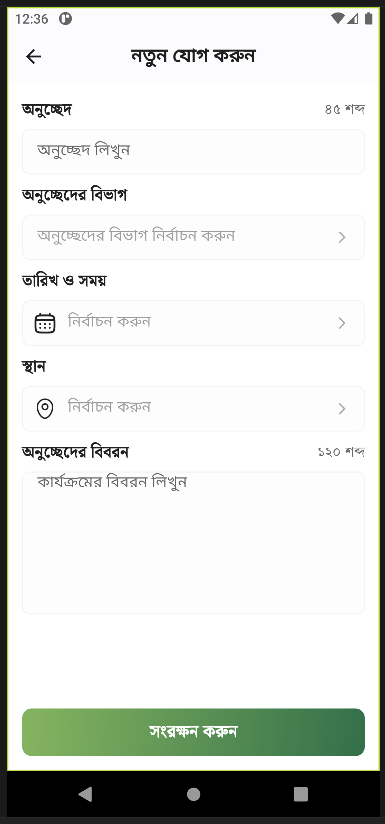 12:36
নতুন যোগ করুন
অনুচ্ছেদ ৪৫ শব্দ
অনুচ্ছেদ লিখুন
অনুচ্ছেদের বিভাগ
অনুচ্ছেদের বিভাগ নির্বাচন করুন
তারিখ ও সময়
নির্বাচন করুন
স্থান
নির্বাচন করুন
অনুচ্ছেদের বিবরন ১২০ শব্দ
কার্যক্রমের বিবরন লিখুন
সংরক্ষন করুন